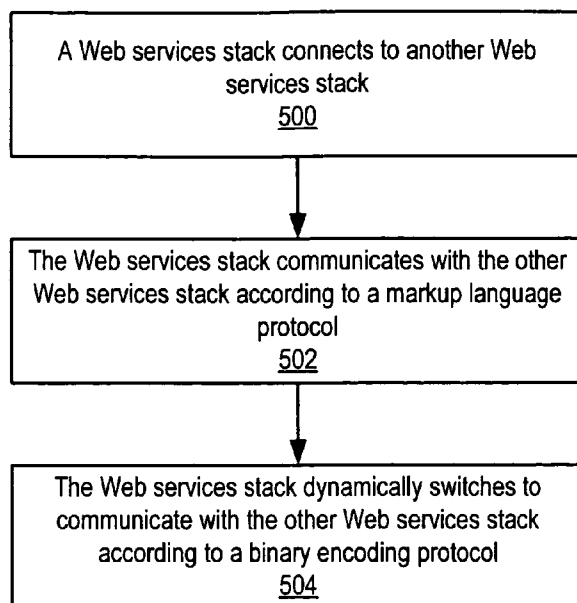 A Web services stack connects to another Web
services stack
500
The Web services stack communicates with the other
Web services stack according to a markup language
protocol
502
The Web services stack dynamically switches to
communicate with the other Web services stack
according to a binary encoding protocol
504